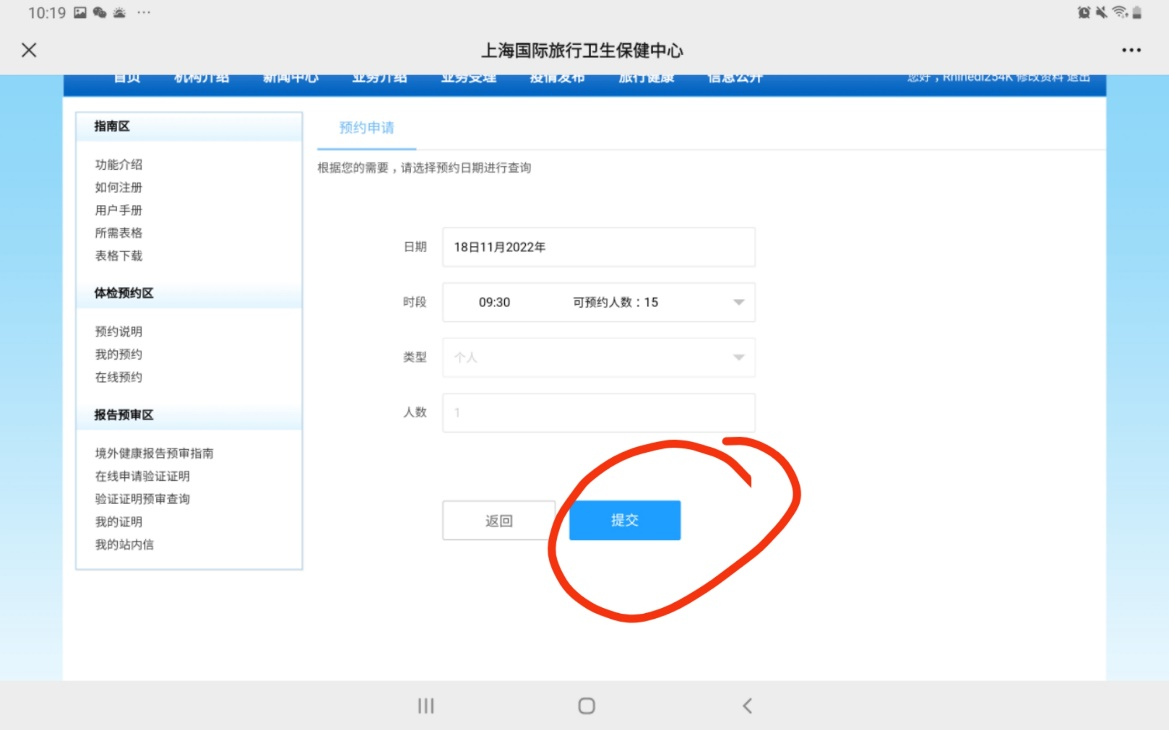 10:19
上海国际旅行卫生保健中心
首页 机构介绍 新闻中心 业务介绍 业务受理 疫情发布 旅行健康 信息公开 您好，Rhinediz54K 修改资料 退出
指南区
功能介绍
如何注册
用户手册
所需表格
表格下载
体检预约区
预约说明
我的预约
在线预约
报告预审区
境外健康报告预审指南
在线申请验证证明
验证证明预审查询
我的证明
我的站内信
预约申请
根据您的需要，请选择预约日期进行查询
日期 18日11月2022年
时段 09:30 可预约人数：15
类型 个人
人数 1
返回 提交